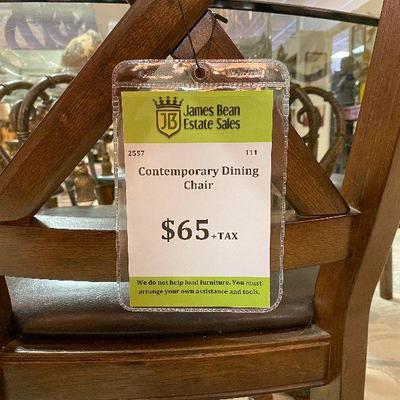 JB
James Bean
Estate Sales
2557 111
Contemporary Dining
Chair
$65+TAX
We do not help load furniture. You must
arrange your own assistance and tools.